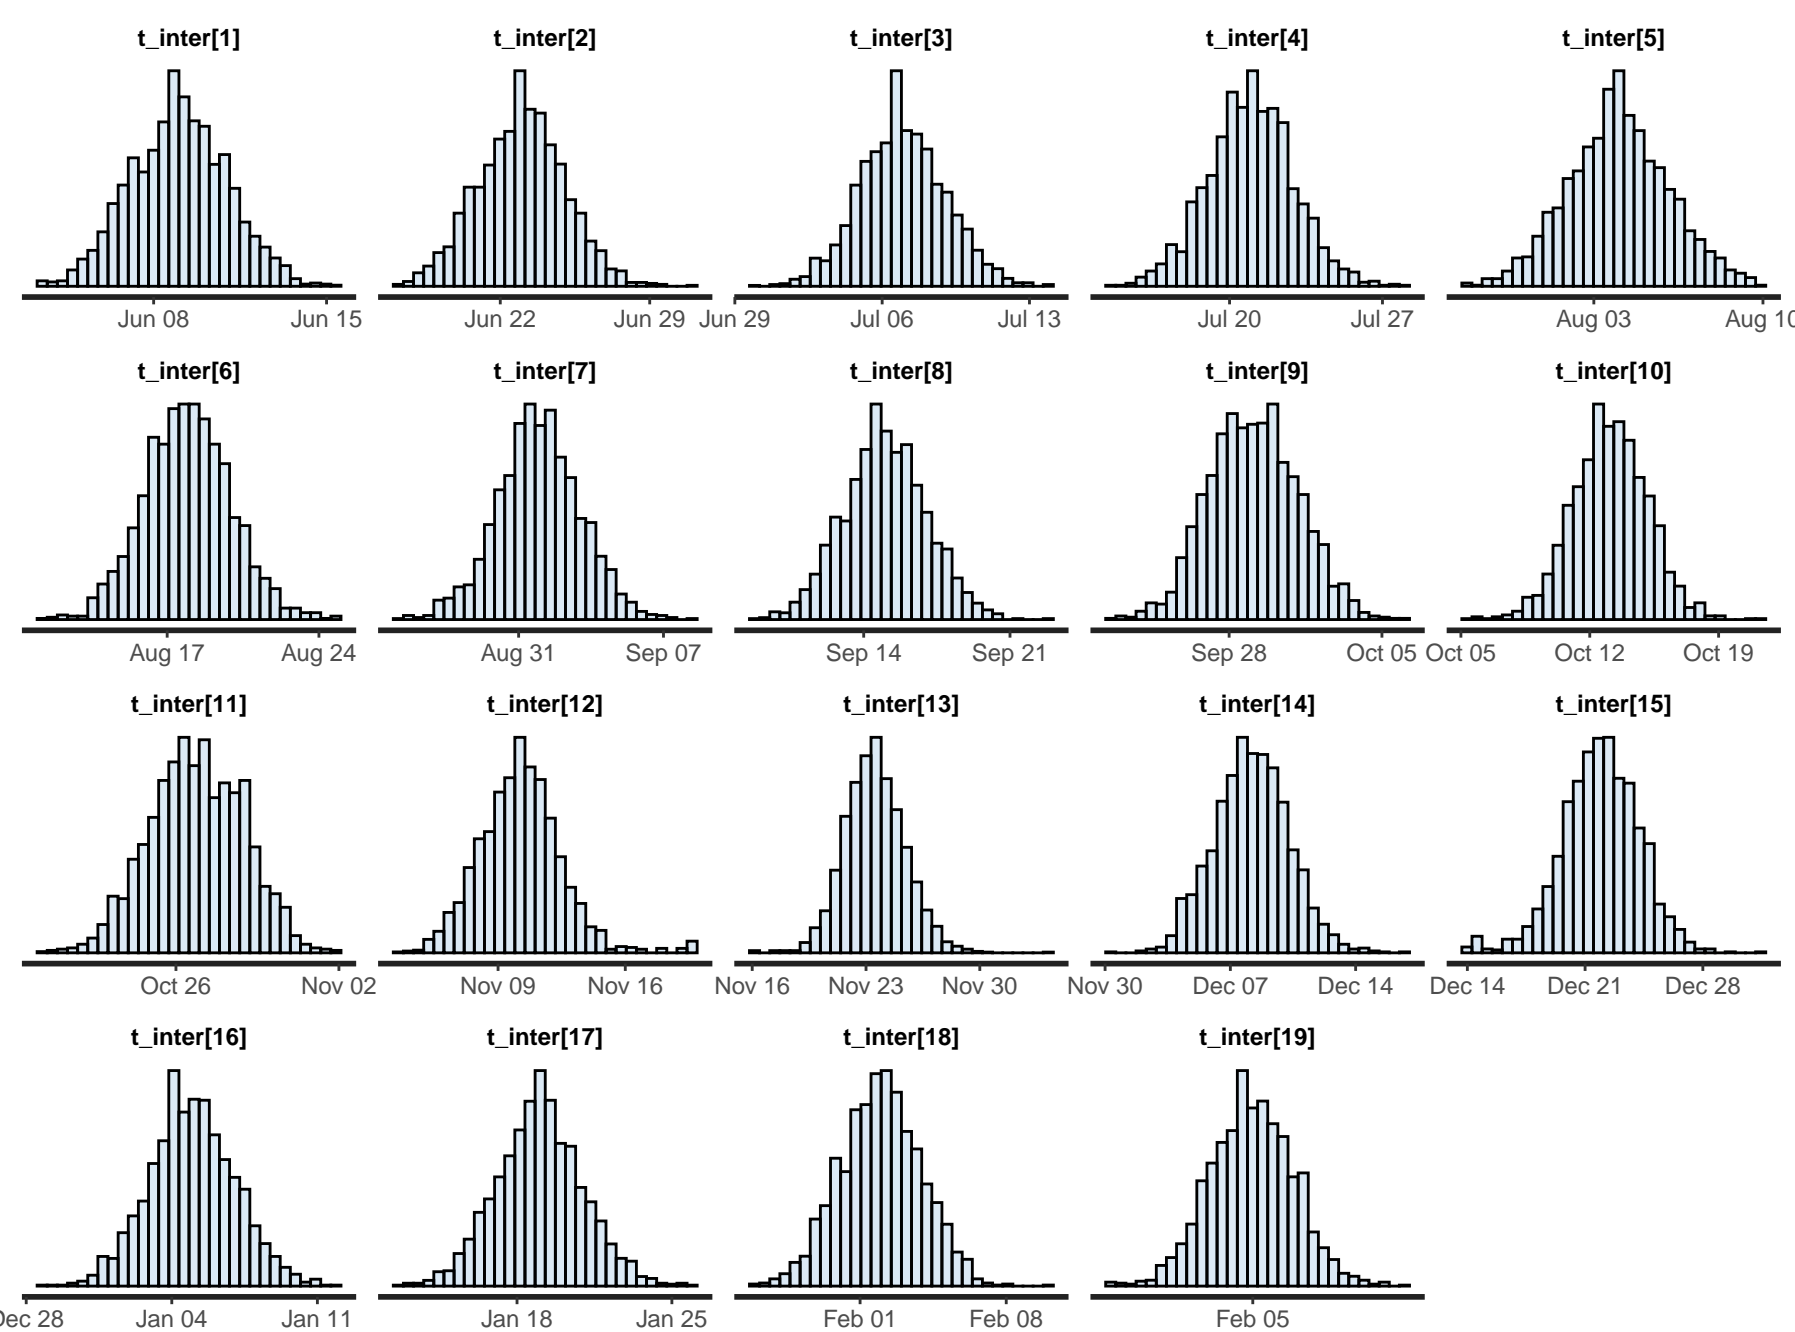 t_inter[1] t_inter[2] t_inter[3] t_inter[4] t_inter[5]
Jun 08 Jun 15 Jun 22 Jun 29 Jun 29 Jul 06 Jul 13 Jul 20 Jul 27 Aug 03 Aug 10
t_inter[6] t_inter[7] t_inter[8] t_inter[9] t_inter[10]
Aug 17 Aug 24 Aug 31 Sep 07 Sep 14 Sep 21 Sep 28 Oct 05 Oct 05 Oct 12 Oct 19
t_inter[11] t_inter[12] t_inter[13] t_inter[14] t_inter[15]
Oct 26 Nov 02 Nov 09 Nov 16 Nov 16 Nov 23 Nov 30 Nov 30 Dec 07 Dec 14 Dec 14 Dec 21 Dec 28
t_inter[16] t_inter[17] t_inter[18] t_inter[19]
Dec 28 Jan 04 Jan 11 Jan 18 Jan 25 Feb 01 Feb 08 Feb 05